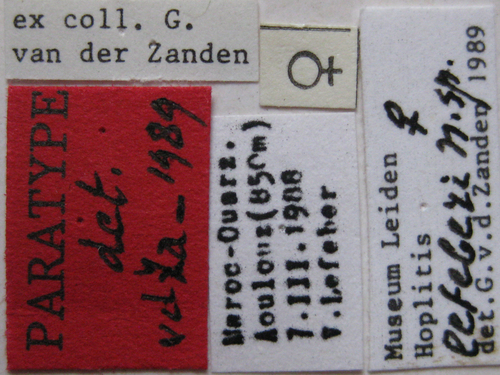 ex coll. G.
van der Zanden
♀
PARATYPE
det.
vdZa-1989
Maroc-Ouarz.
Aoulouz(850m)
7.III.1988
V.Lefeber
Museum Leiden ♀
Hoplitis
lefeberi n.sp.
det.G.v.d.Zanden 1989